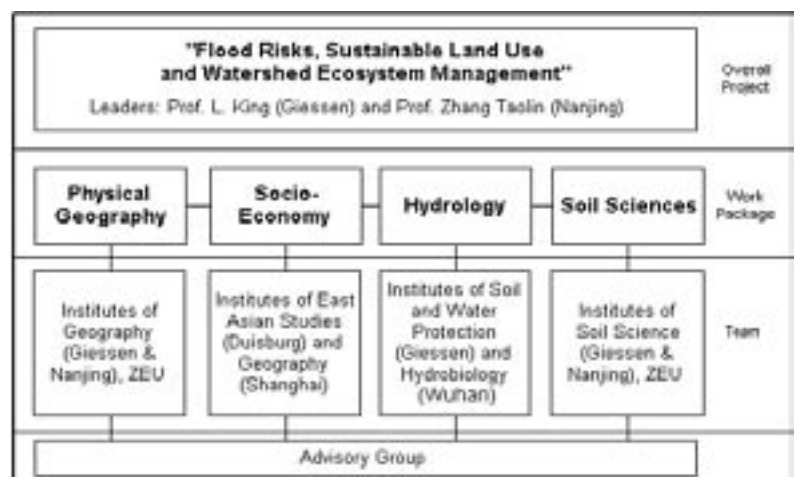 "Flood Risks, Sustainable Land Use
and Watershed Ecosystem Management"
Leaders: Prof. L. King (Giessen) and Prof. Zhang Taolin (Nanjing)
Overall
Project
Physical
Geography
Socio-
Economy
Hydrology
Soil Sciences
Work
Package
Institutes of
Geography
(Giessen &
Nanjing), ZEU
Institutes of East
Asian Studies
(Duisburg) and
Geography
(Shanghai)
Institutes of Soil
and Water
Protection
(Giessen) and
Hydrobiology
(Wuhan)
Institutes of
Soil Science
(Giessen &
Nanjing), ZEU
Team
Advisory Group